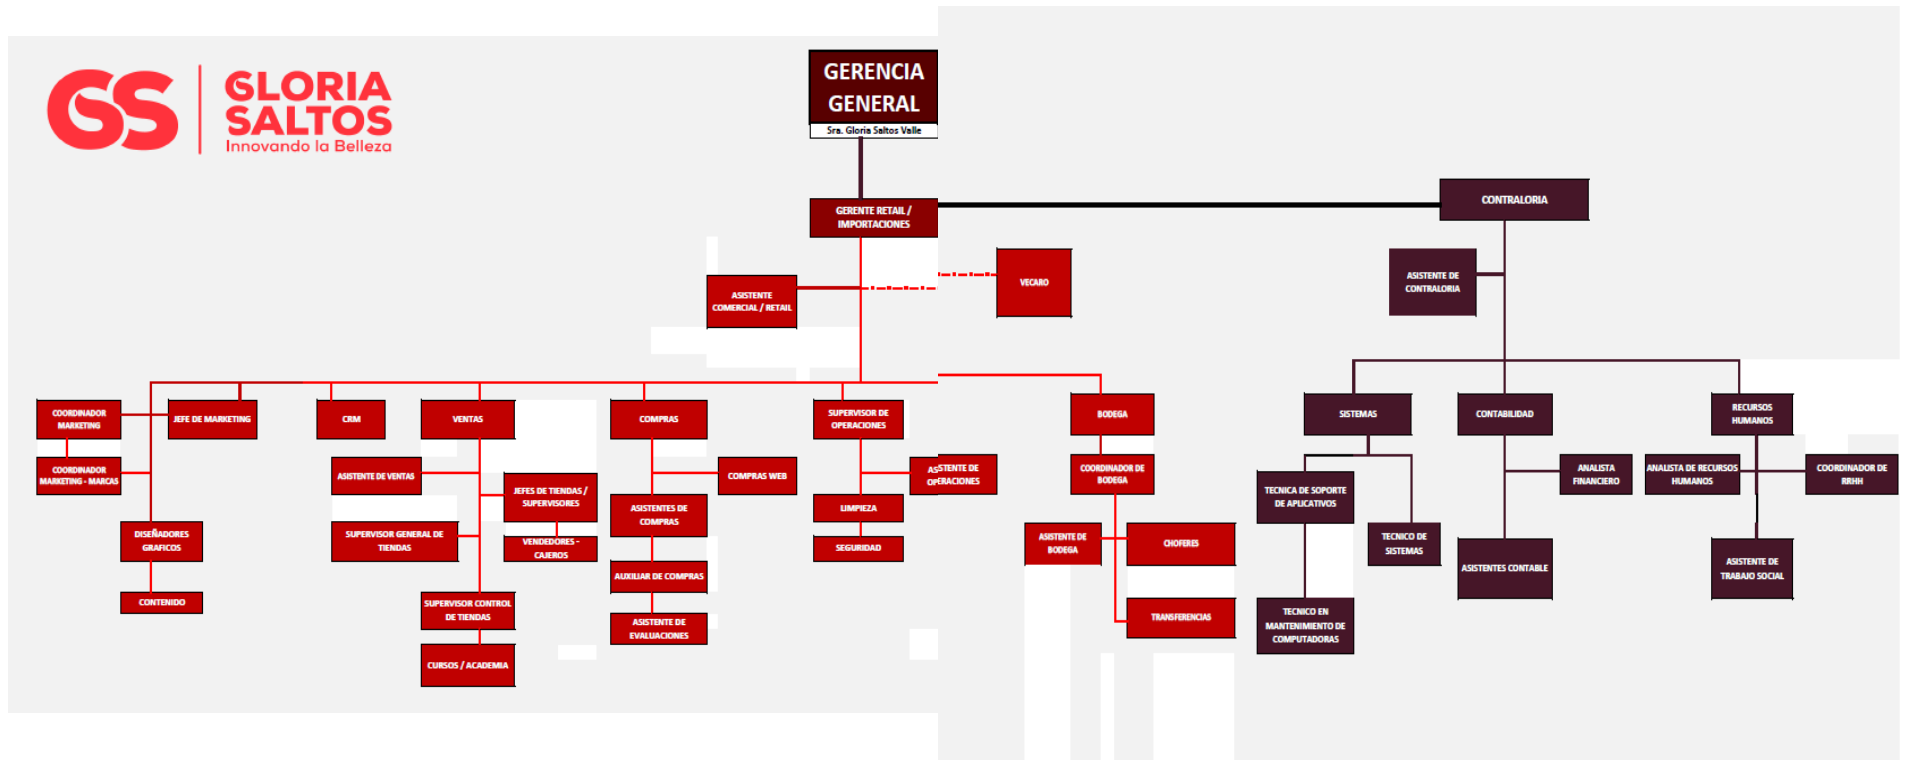 GS
GLORIA
SALTOS
Innovando la Belleza
GERENCIA
GENERAL
Sra. Gloria Saltos Valle
GERENTE RETAIL /
IMPORTACIONES
CONTRALORIA
VECARO
ASISTENTE
COMERCIAL / RETAIL
ASISTENTE DE
CONTRALORIA
COORDINADOR
MARKETING
JEFE DE MARKETING
CRM
VENTAS
COMPRAS
SUPERVISOR DE
OPERACIONES
BODEGA
SISTEMAS
CONTABILIDAD
RECURSOS
HUMANOS
COORDINADOR
MARKETING - MARCAS
ASISTENTE DE VENTAS
JEFES DE TIENDAS /
SUPERVISORES
COMPRAS WEB
ASISTENTE DE
OPERACIONES
COORDINADOR DE
BODEGA
TECNICA DE SOPORTE
DE APLICATIVOS
ANALISTA
FINANCIERO
ANALISTA DE RECURSOS
HUMANOS
COORDINADOR DE
RRHH
DISEÑADORES
GRAFICOS
SUPERVISOR GENERAL DE
TIENDAS
VENDEDORES -
CAJEROS
ASISTENTES DE
COMPRAS
LIMPIEZA
SEGURIDAD
ASISTENTE DE
BODEGA
CHOFERES
TECNICO DE
SISTEMAS
ASISTENTES CONTABLE
ASISTENTE DE
TRABAJO SOCIAL
CONTENIDO
SUPERVISOR CONTROL
DE TIENDAS
AUXILIAR DE COMPRAS
ASISTENTE DE
EVALUACIONES
TRANSFERENCIAS
TECNICO EN
MANTENIMIENTO DE
COMPUTADORAS
CURSOS / ACADEMIA